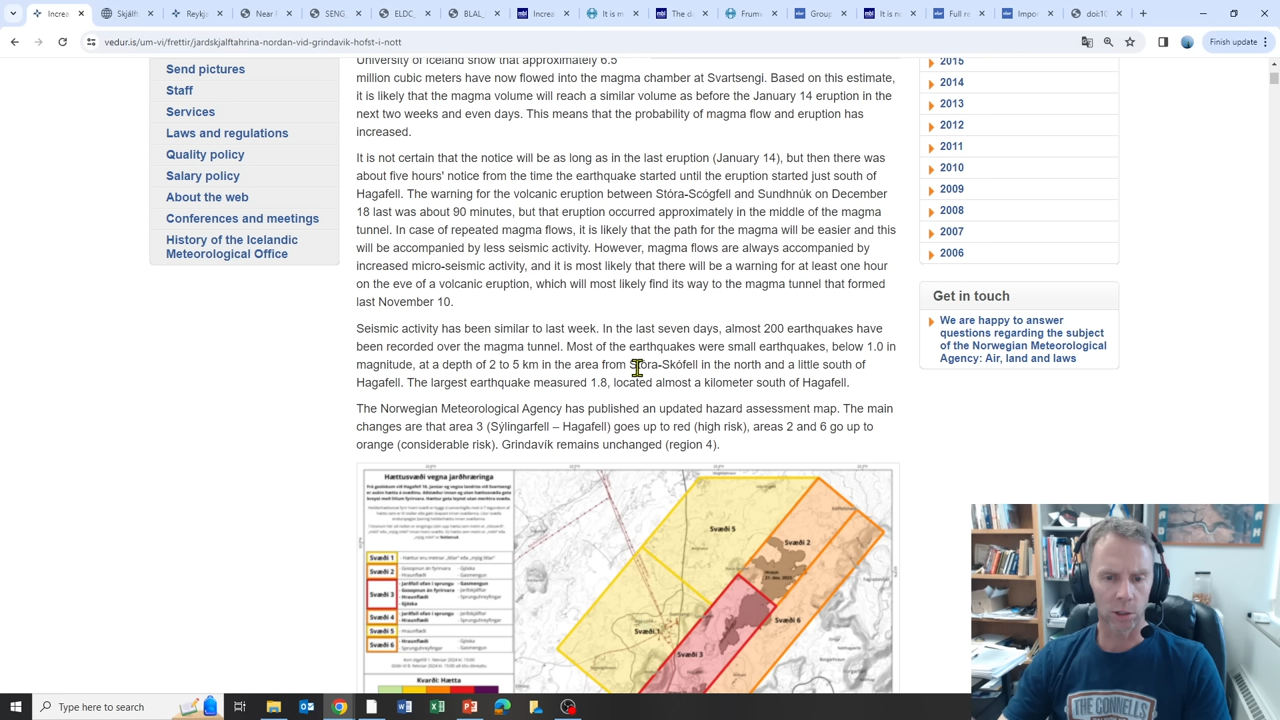 Increa
Skjálf
Reykja
Icelan
Near r
SENG
ELDG
BLAL
Increa
It is m
Increa
It is no
Increa
Impro
doi:10
vedur.is/um-vi/frettir/jardskjalftahrina-nordan-vid-grindavik-hofst-i-nott
Finish update
Send pictures
Staff
Services
Laws and regulations
Quality policy
Salary policy
About the web
Conferences and meetings
History of the Icelandic
Meteorological Office
University of Iceland show that approximately 6.5
million cubic meters have now flowed into the magma chamber at Svartsengi. Based on this estimate,
it is likely that the magma volume will reach a similar volume as before the January 14 eruption in the
next two weeks and even days. This means that the probability of magma flow and eruption has
increased.
It is not certain that the notice will be as long as in the last eruption (January 14), but then there was
about five hours' notice from the time the earthquake started until the eruption started just south of
Hagafell. The warning for the volcanic eruption between Stóra-Scógfell and Sundhnúk on December
18 last was about 90 minutes, but that eruption occurred approximately in the middle of the magma
tunnel. In case of repeated magma flows, it is likely that the path for the magma will be easier and this
will be accompanied by less seismic activity. However, magma flows are always accompanied by
increased micro-seismic activity, and it is most likely that there will be a warning for at least one hour
on the eve of a volcanic eruption, which will most likely find its way to the magma tunnel that formed
last November 10.
Seismic activity has been similar to last week. In the last seven days, almost 200 earthquakes have
been recorded over the magma tunnel. Most of the earthquakes were small earthquakes, below 1.0 in
magnitude, at a depth of 2 to 5 km in the area from Stóra-Skófell in the north and a little south of
Hagafell. The largest earthquake measured 1.8, located almost a kilometer south of Hagafell.
The Norwegian Meteorological Agency has published an updated hazard assessment map. The main
changes are that area 3 (Sýlingarfell – Hagafell) goes up to red (high risk), areas 2 and 6 go up to
orange (considerable risk). Grindavík remains unchanged (region 4).
Hættusvæði vegna jarðhræringa
Svæði 1
Svæði 2
Svæði 3
Svæði 4
Svæði 5
Svæði 6
Kvarði: Hætta
Svæði 5
Svæði 2
Svæði 6
Svæði 1
Svæði 3
2015
2014
2013
2012
2011
2010
2009
2008
2007
2006
Get in touch
We are happy to answer
questions regarding the subject
of the Norwegian Meteorological
Agency: Air, land and laws
THE CONNELLS
Type here to search